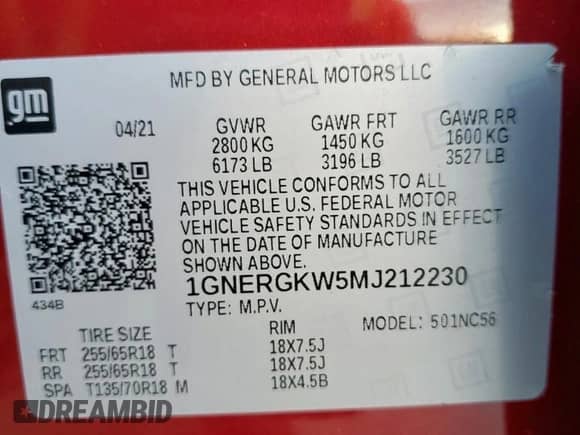 gm
MFD BY GENERAL MOTORS LLC
04/21
GVWR GAWR FRT GAWR RR
2800 KG 1450 KG 1600 KG
6173 LB 3196 LB 3527 LB
THIS VEHICLE CONFORMS TO ALL
APPLICABLE U.S. FEDERAL MOTOR
VEHICLE SAFETY STANDARDS IN EFFECT
ON THE DATE OF MANUFACTURE
SHOWN ABOVE.
434B
1GNERGKW5MJ212230
TYPE: M.P.V.
MODEL: 501NC56
TIRE SIZE RIM
FRT 255/65R18 T 18X7.5J
RR 255/65R18 T 18X7.5J
SPA T135/70R18 M 18X4.5B
DREAMBID